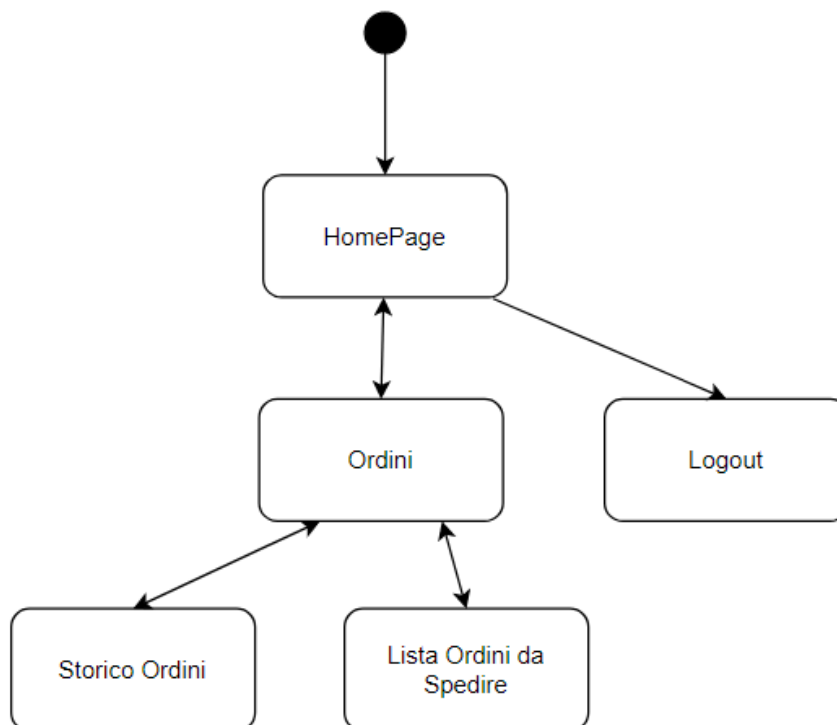 HomePage
Ordini
Logout
Storico Ordini
Lista Ordini da
Spedire